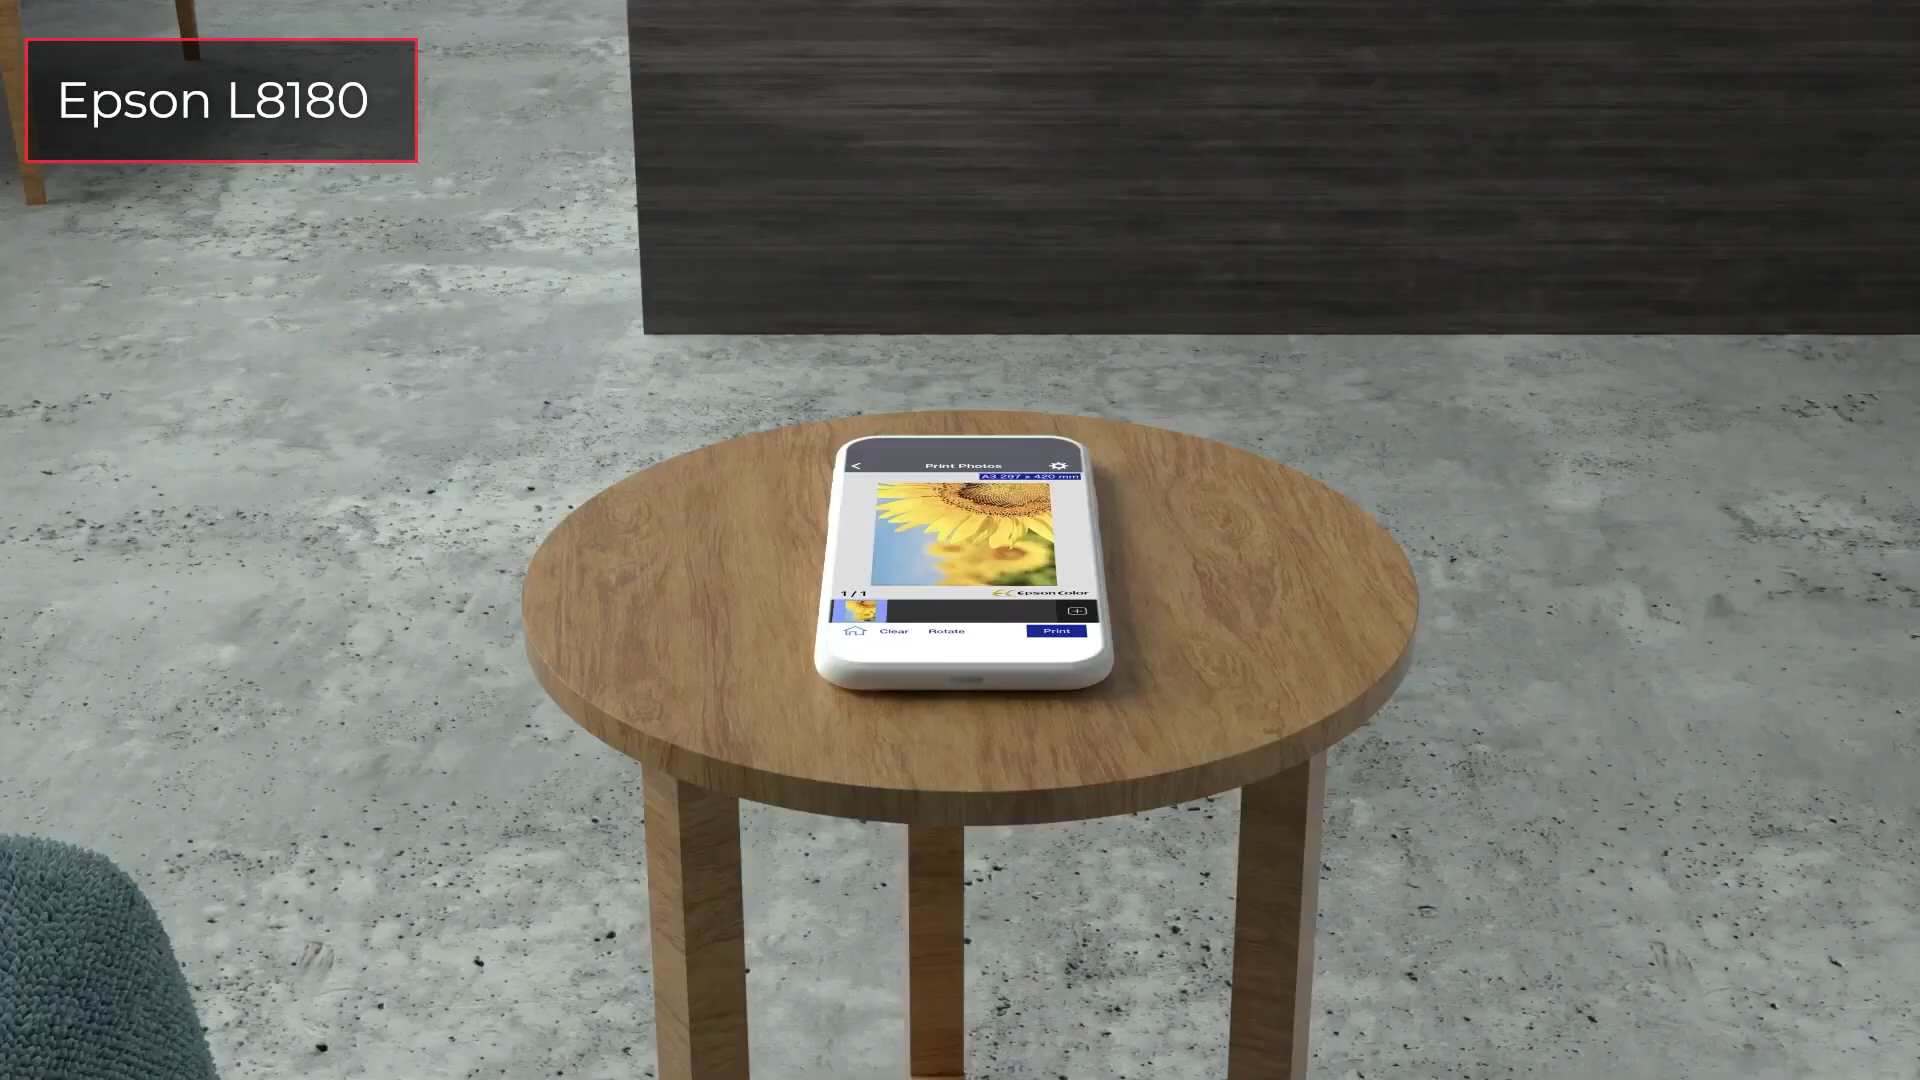 Epson L8180
Print Photos
A3 297 x 420 mm
1/1
Epson Color
Clear
Rotate
Print